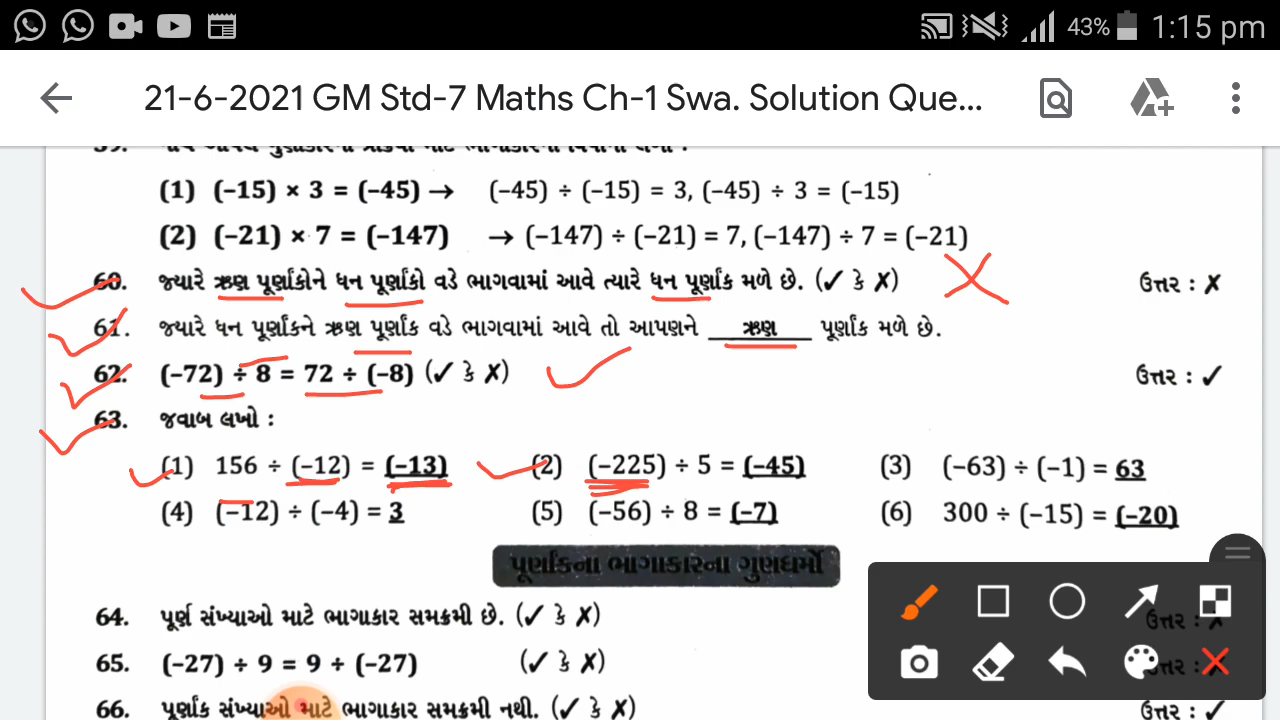 43% 1:15 pm
21-6-2021 GM Std-7 Maths Ch-1 Swa. Solution Que...
(1) (−15) × 3 = (−45) → (−45) ÷ (−15) = 3, (−45) ÷ 3 = (−15)
(2) (−21) × 7 = (−147) → (−147) ÷ (−21) = 7, (−147) ÷ 7 = (−21)
60. જ્યારે ઋણ પૂર્ણાંકોને ધન પૂર્ણાંકો વડે ભાગવામાં આવે ત્યારે ધન પૂર્ણાંક મળે છે. (✓ કે ✗) ઉત્તર : ✗
61. જ્યારે ધન પૂર્ણાંકને ઋણ પૂર્ણાંક વડે ભાગવામાં આવે તો આપણને ઋણ પૂર્ણાંક મળે છે.
62. (−72) ÷ 8 = 72 ÷ (−8) (✓ કે ✗) ઉત્તર : ✓
63. જવાબ લખો :
(1) 156 ÷ (−12) = (−13) (2) (−225) ÷ 5 = (−45) (3) (−63) ÷ (−1) = 63
(4) (−12) ÷ (−4) = 3 (5) (−56) ÷ 8 = (−7) (6) 300 ÷ (−15) = (−20)
પૂર્ણાંકના ભાગાકારના ગુણધર્મો
64. પૂર્ણ સંખ્યાઓ માટે ભાગાકાર સમક્રમી છે. (✓ કે ✗) ઉત્તર : ✗
65. (−27) ÷ 9 = 9 ÷ (−27) (✓ કે ✗) ઉત્તર : ✗
66. પૂર્ણાંક સંખ્યાઓ માટે ભાગાકાર સમક્રમી નથી. (✓ કે ✗) ઉત્તર : ✓